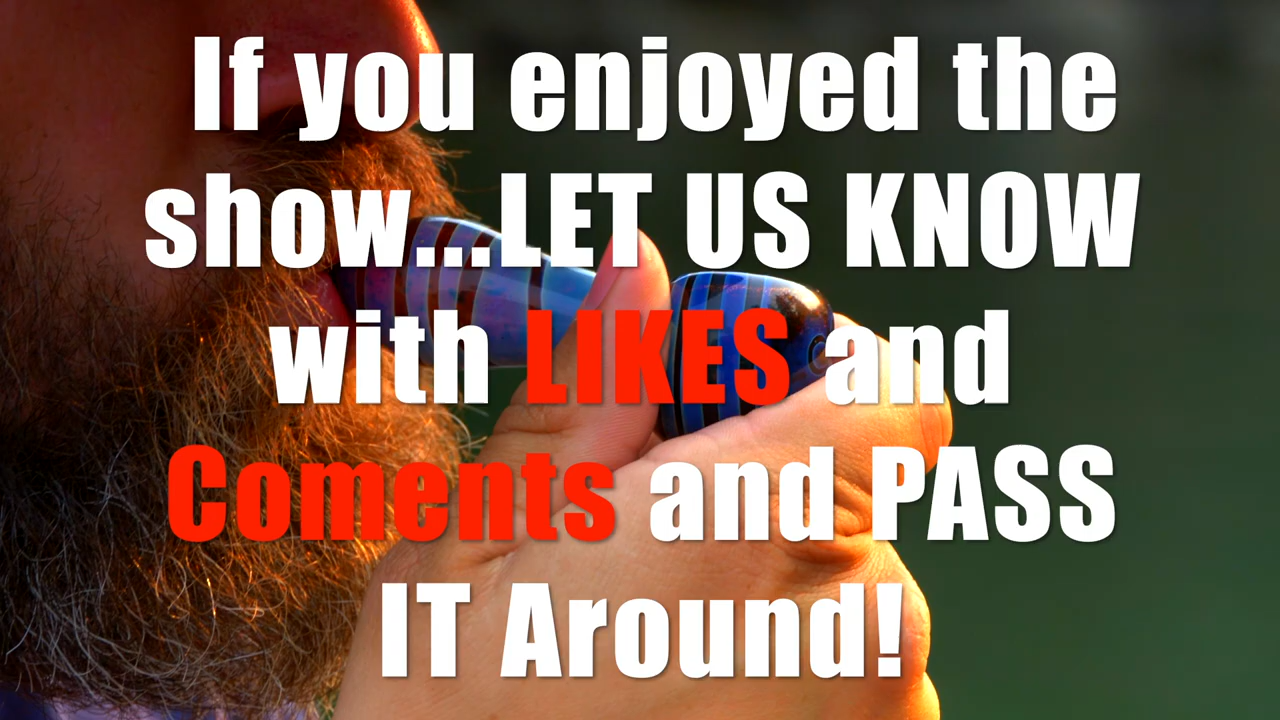 If you enjoyed the
show...LET US KNOW
with LIKES and
Coments and PASS
IT Around!